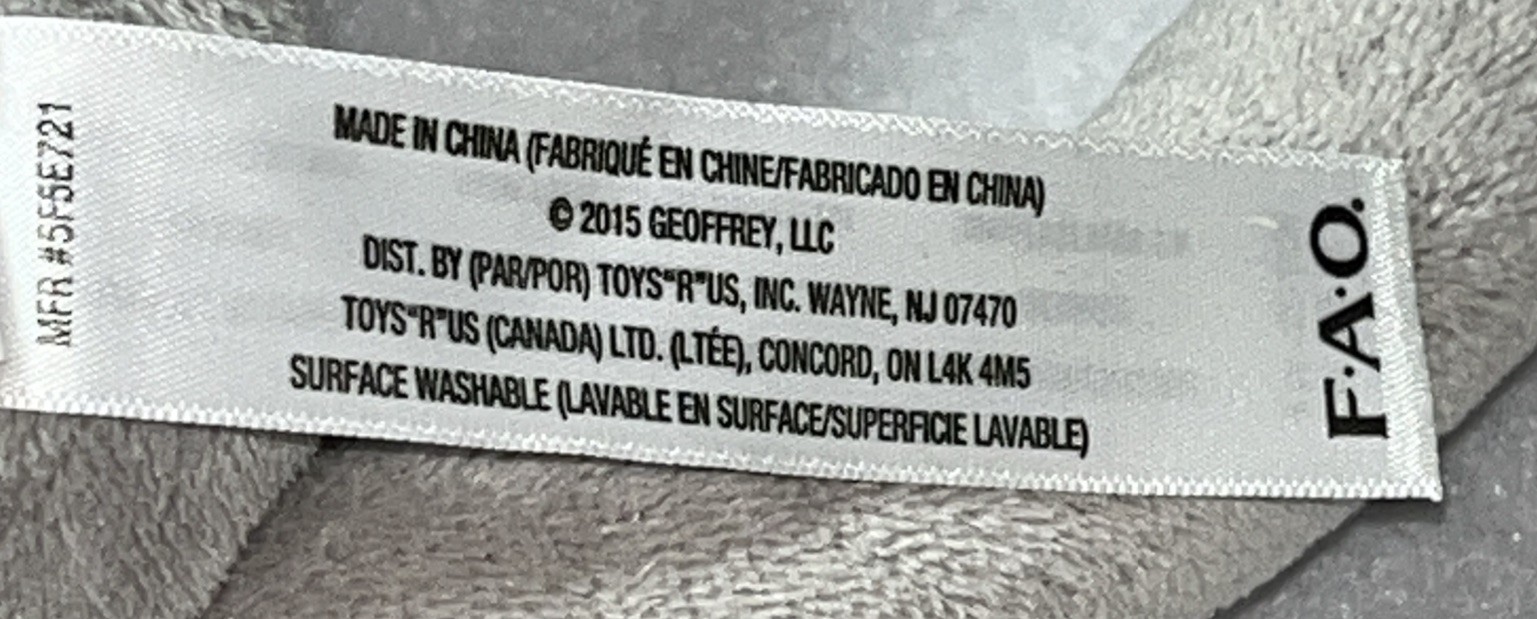 MFR #5F5E721
MADE IN CHINA (FABRIQUÉ EN CHINE/FABRICADO EN CHINA)
© 2015 GEOFFREY, LLC
DIST. BY (PAR/POR) TOYS"R"US, INC. WAYNE, NJ 07470
TOYS"R"US (CANADA) LTD. (LTÉE), CONCORD, ON L4K 4M5
SURFACE WASHABLE (LAVABLE EN SURFACE/SUPERFICIE LAVABLE)
F·A·O.